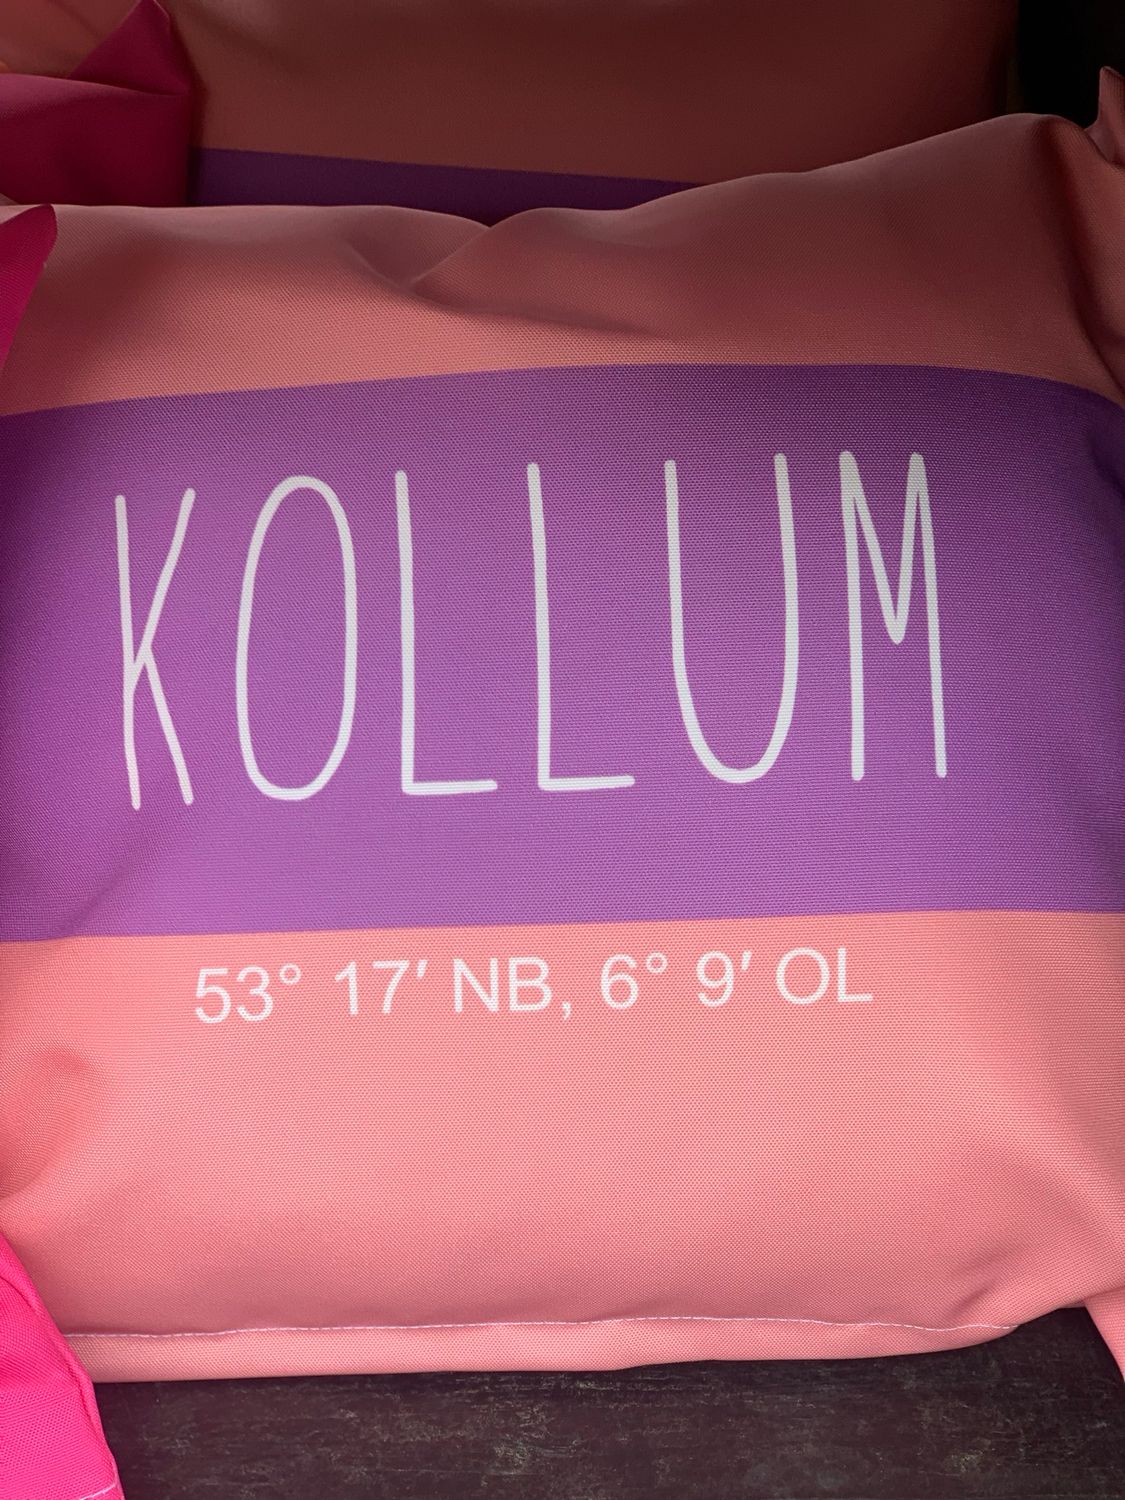 KOLLUM
53° 17′ NB, 6° 9′ OL